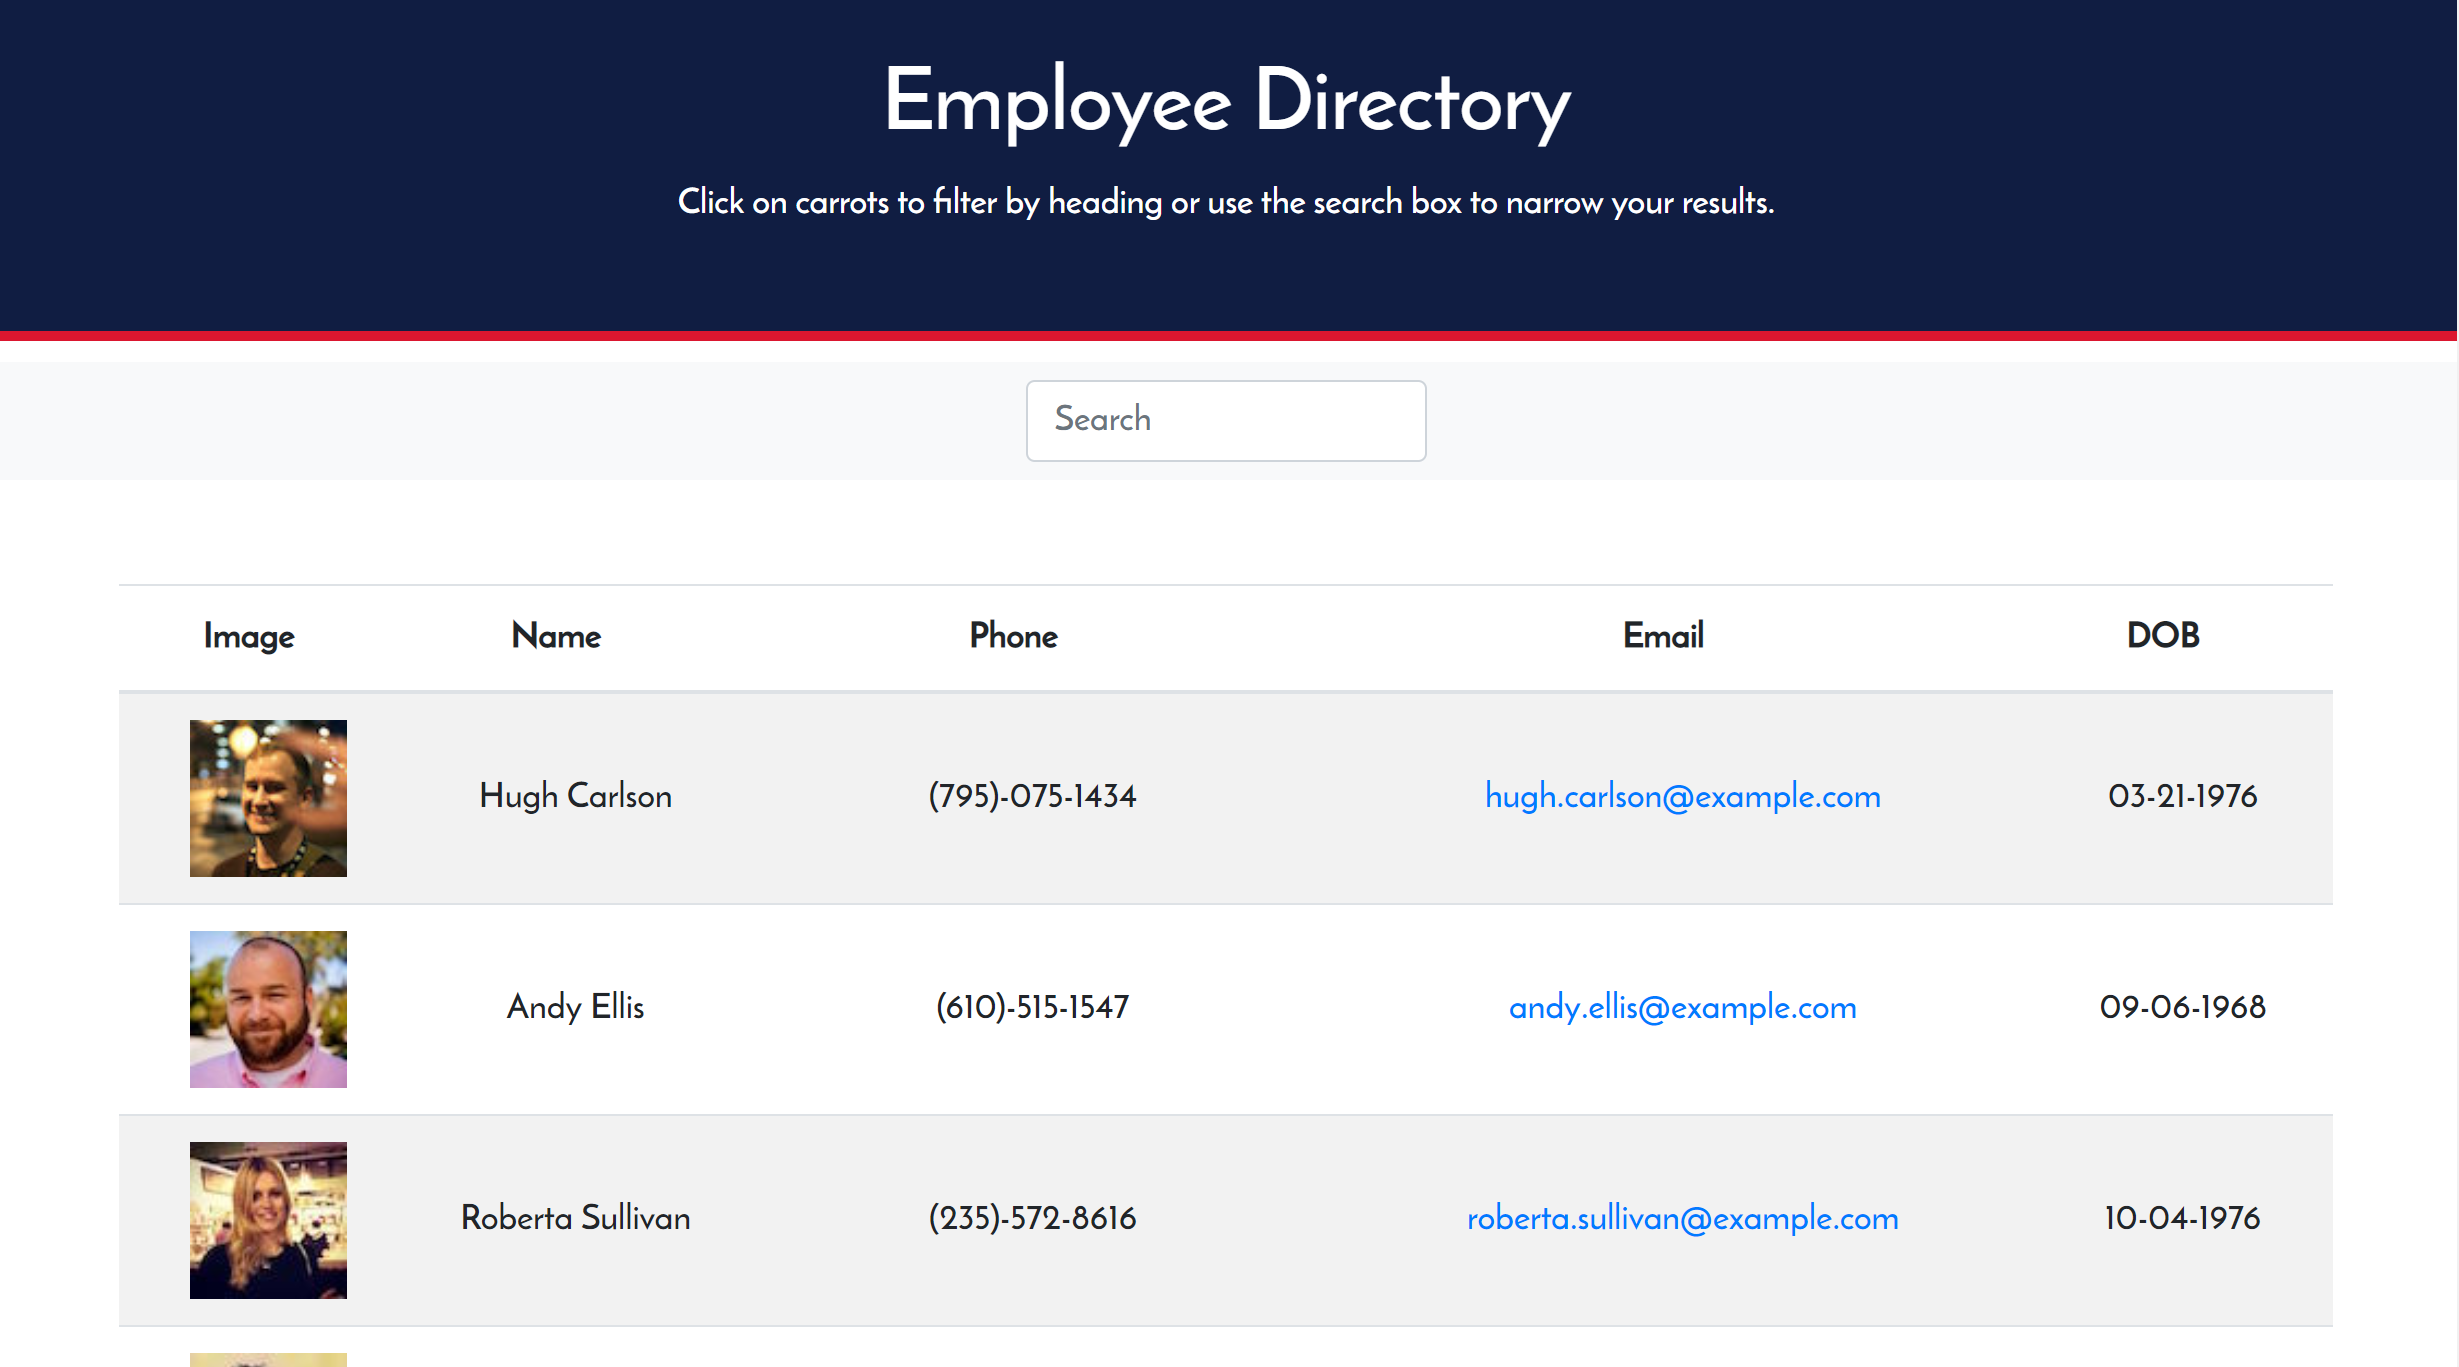 Employee Directory
Click on carrots to filter by heading or use the search box to narrow your results.
Search
Image Name Phone Email DOB
Hugh Carlson (795)-075-1434 hugh.carlson@example.com 03-21-1976
Andy Ellis (610)-515-1547 andy.ellis@example.com 09-06-1968
Roberta Sullivan (235)-572-8616 roberta.sullivan@example.com 10-04-1976